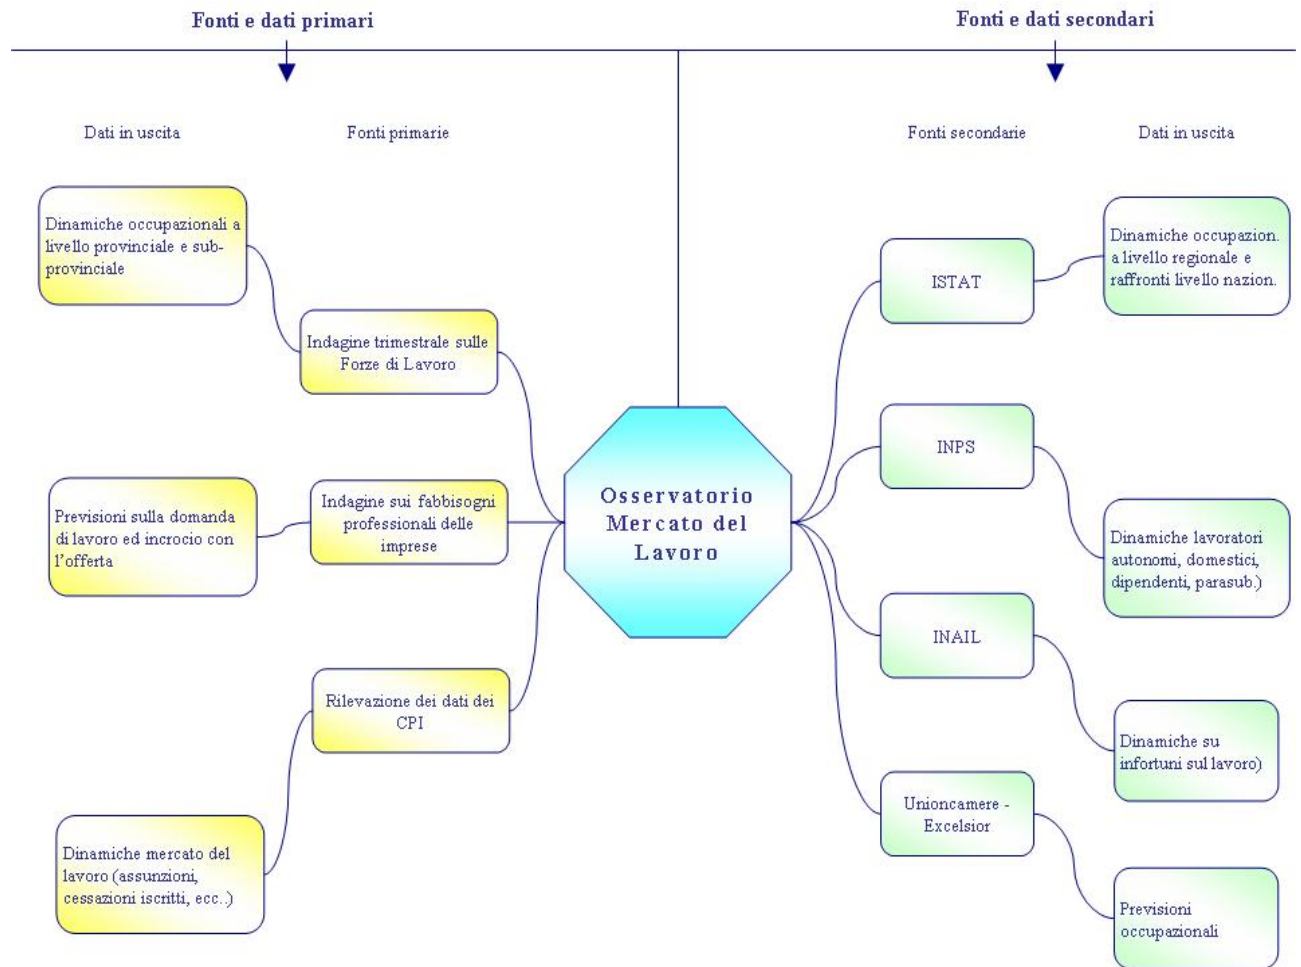 Fonti e dati primari
Fonti e dati secondari
Dati in uscita
Fonti primarie
Fonti secondarie
Dati in uscita
Dinamiche occupazionali a
livello provinciale e sub-
provinciale
Indagine trimestrale sulle
Forze di Lavoro
Previsioni sulla domanda
di lavoro ed incrocio con
l'offerta
Indagine sui fabbisogni
professionali delle
imprese
Rilevazione dei dati dei
CPI
Dinamiche mercato del
lavoro (assunzioni,
cessazioni iscritti, ecc..)
Osservatorio
Mercato del
Lavoro
ISTAT
Dinamiche occupazion.
a livello regionale e
raffronti livello nazion.
INPS
Dinamiche lavoratori
autonomi, domestici,
dipendenti, parasub.)
INAIL
Dinamiche su
infortuni sul lavoro)
Unioncamere -
Excelsior
Previsioni
occupazionali